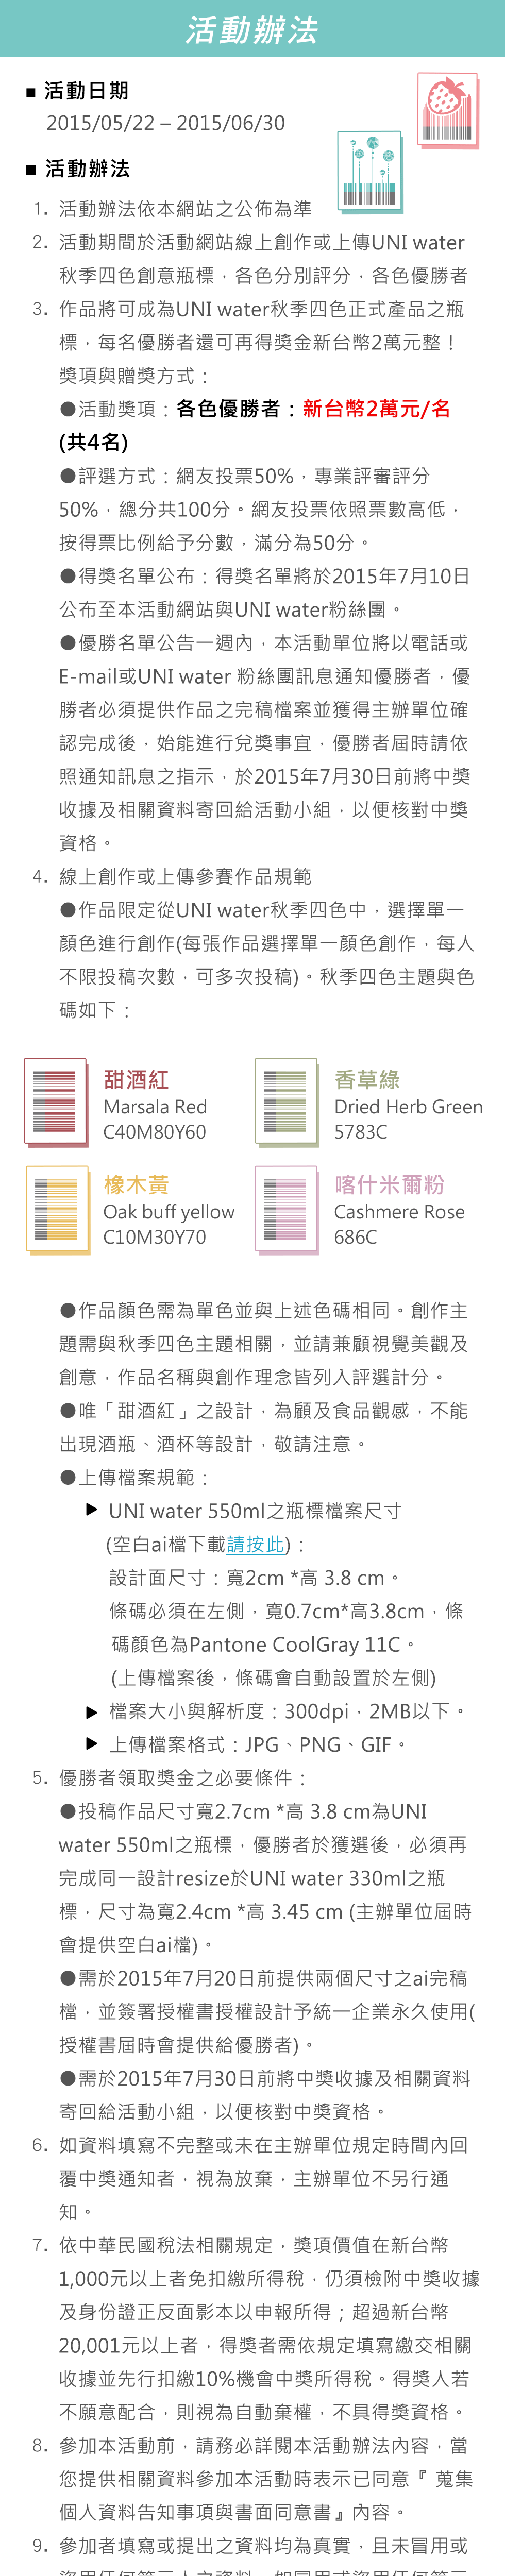 活動辦法
■ 活動日期
2015/05/22 – 2015/06/30
■ 活動辦法
1. 活動辦法依本網站之公佈為準
2. 活動期間於活動網站線上創作或上傳UNI water
秋季四色創意瓶標，各色分別評分，各色優勝者
3. 作品將可成為UNI water秋季四色正式產品之瓶
標，每名優勝者還可再得獎金新台幣2萬元整！
獎項與贈獎方式：
●活動獎項：各色優勝者：新台幣2萬元/名
(共4名)
●評選方式：網友投票50%，專業評審評分
50%，總分共100分。網友投票依照票數高低，
按得票比例給予分數，滿分為50分。
●得獎名單公布：得獎名單將於2015年7月10日
公布至本活動網站與UNI water粉絲團。
●優勝名單公告一週內，本活動單位將以電話或
E-mail或UNI water 粉絲團訊息通知優勝者，優
勝者必須提供作品之完稿檔案並獲得主辦單位確
認完成後，始能進行兌獎事宜，優勝者屆時請依
照通知訊息之指示，於2015年7月30日前將中獎
收據及相關資料寄回給活動小組，以便核對中獎
資格。
4. 線上創作或上傳參賽作品規範
●作品限定從UNI water秋季四色中，選擇單一
顏色進行創作(每張作品選擇單一顏色創作，每人
不限投稿次數，可多次投稿)。秋季四色主題與色
碼如下：
甜酒紅
Marsala Red
C40M80Y60
香草綠
Dried Herb Green
5783C
橡木黃
Oak buff yellow
C10M30Y70
喀什米爾粉
Cashmere Rose
686C
●作品顏色需為單色並與上述色碼相同。創作主
題需與秋季四色主題相關，並請兼顧視覺美觀及
創意，作品名稱與創作理念皆列入評選計分。
●唯「甜酒紅」之設計，為顧及食品觀感，不能
出現酒瓶、酒杯等設計，敬請注意。
●上傳檔案規範：
▶ UNI water 550ml之瓶標檔案尺寸
(空白ai檔下載請按此)：
設計面尺寸：寬2cm *高 3.8 cm。
條碼必須在左側，寬0.7cm*高3.8cm，條
碼顏色為Pantone CoolGray 11C。
(上傳檔案後，條碼會自動設置於左側)
▶ 檔案大小與解析度：300dpi，2MB以下。
▶ 上傳檔案格式：JPG、PNG、GIF。
5. 優勝者領取獎金之必要條件：
●投稿作品尺寸寬2.7cm *高 3.8 cm為UNI
water 550ml之瓶標，優勝者於獲選後，必須再
完成同一設計resize於UNI water 330ml之瓶
標，尺寸為寬2.4cm *高 3.45 cm (主辦單位屆時
會提供空白ai檔)。
●需於2015年7月20日前提供兩個尺寸之ai完稿
檔，並簽署授權書授權設計予統一企業永久使用(
授權書屆時會提供給優勝者)。
●需於2015年7月30日前將中獎收據及相關資料
寄回給活動小組，以便核對中獎資格。
6. 如資料填寫不完整或未在主辦單位規定時間內回
覆中獎通知者，視為放棄，主辦單位不另行通
知。
7. 依中華民國稅法相關規定，獎項價值在新台幣
1,000元以上者免扣繳所得稅，仍須檢附中獎收據
及身份證正反面影本以申報所得；超過新台幣
20,001元以上者，得獎者需依規定填寫繳交相關
收據並先行扣繳10%機會中獎所得稅。得獎人若
不願意配合，則視為自動棄權，不具得獎資格。
8. 參加本活動前，請務必詳閱本活動辦法內容，當
您提供相關資料參加本活動時表示已同意『 蒐集
個人資料告知事項與書面同意書』內容。
9. 參加者填寫或提出之資料均為真實，且未冒用或